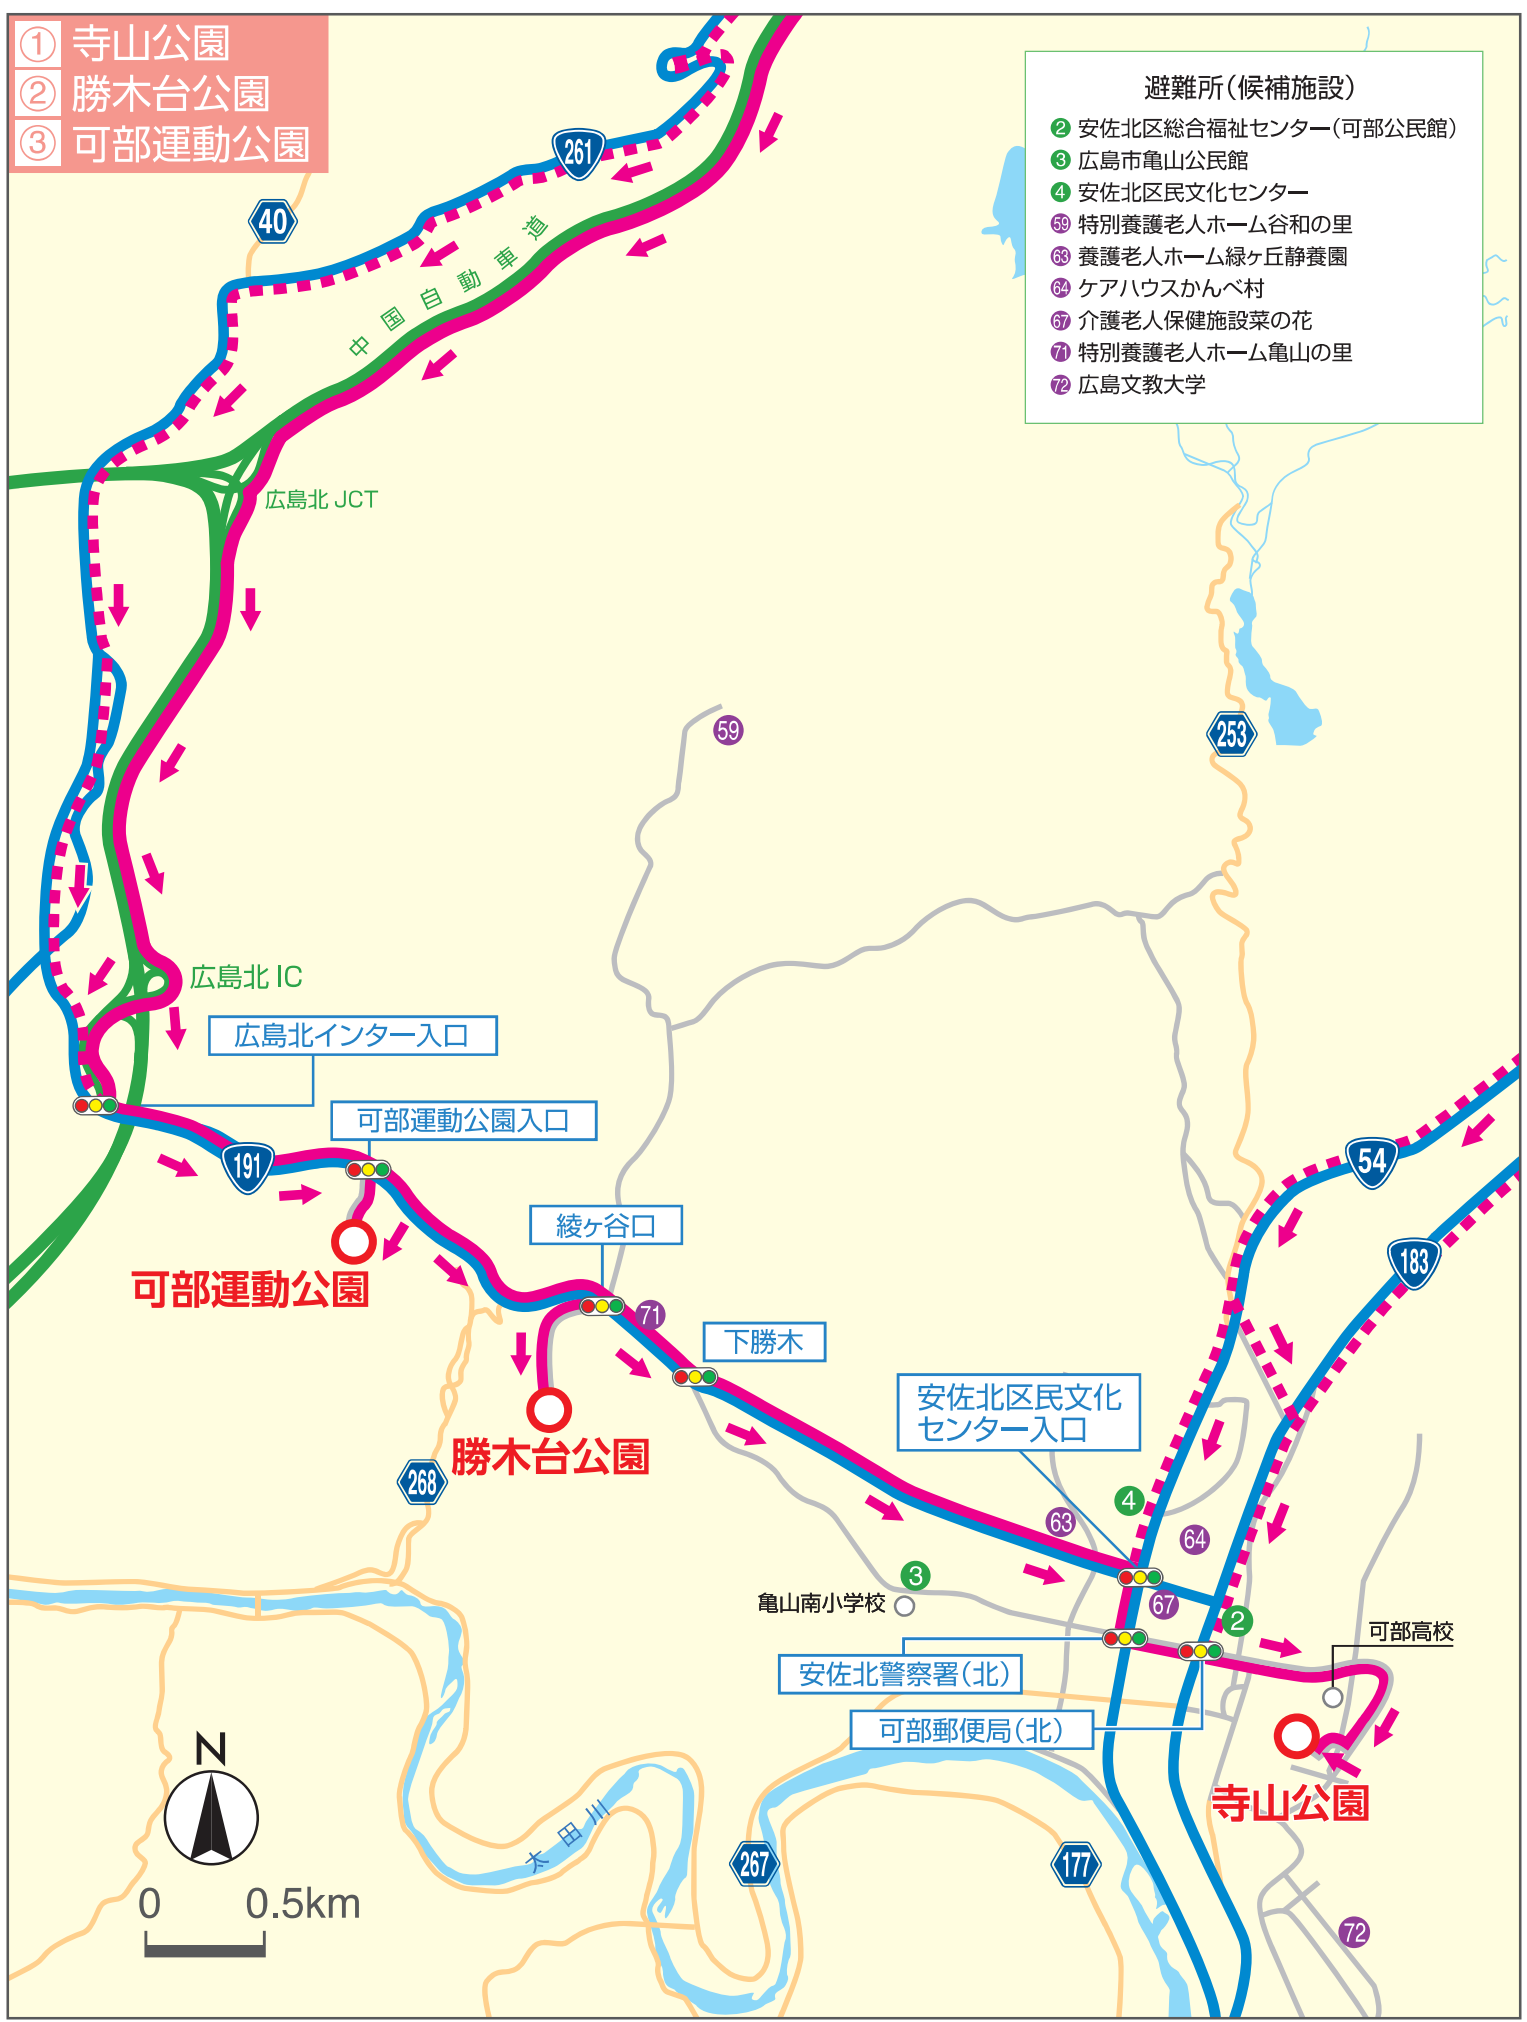 ① 寺山公園
② 勝木台公園
③ 可部運動公園
避難所(候補施設)
2 安佐北区総合福祉センター(可部公民館)
3 広島市亀山公民館
4 安佐北区民文化センター
59 特別養護老人ホーム谷和の里
63 養護老人ホーム緑ヶ丘静養園
64 ケアハウスかんべ村
67 介護老人保健施設菜の花
71 特別養護老人ホーム亀山の里
72 広島文教大学
261
40
中国自動車道
広島北 JCT
59
253
広島北 IC
広島北インター入口
可部運動公園入口
191
54
183
綾ヶ谷口
可部運動公園
71
下勝木
安佐北区民文化
センター入口
勝木台公園
268
4
63
64
3
亀山南小学校
67
2
可部高校
安佐北警察署(北)
可部郵便局(北)
N
寺山公園
太田川
267
177
0 0.5km
72